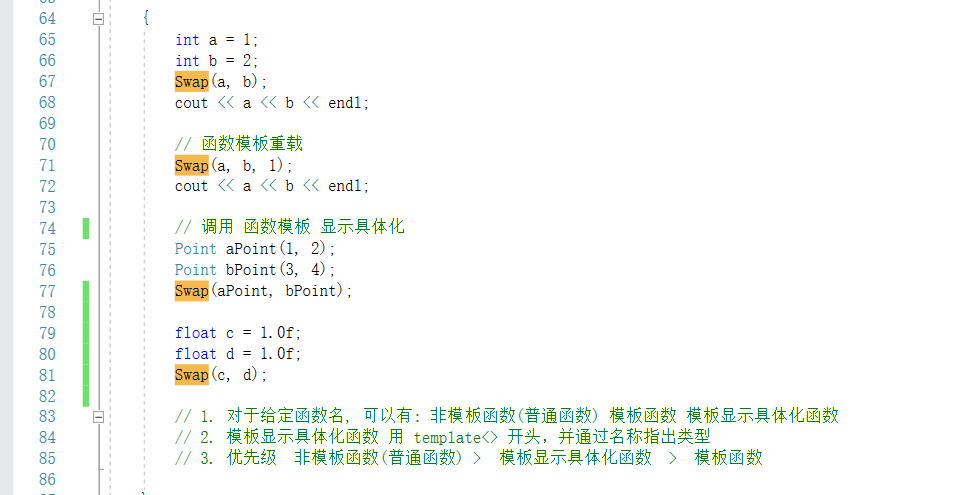 64 {
65 int a = 1;
66 int b = 2;
67 Swap(a, b);
68 cout << a << b << endl;
69
70 // 函数模板重载
71 Swap(a, b, 1);
72 cout << a << b << endl;
73
74 // 调用 函数模板 显示具体化
75 Point aPoint(1, 2);
76 Point bPoint(3, 4);
77 Swap(aPoint, bPoint);
78
79 float c = 1.0f;
80 float d = 1.0f;
81 Swap(c, d);
82
83 // 1. 对于给定函数名, 可以有: 非模板函数(普通函数) 模板函数 模板显示具体化函数
84 // 2. 模板显示具体化函数 用 template<> 开头, 并通过名称指出类型
85 // 3. 优先级  非模板函数(普通函数) >  模板显示具体化函数  >  模板函数
86